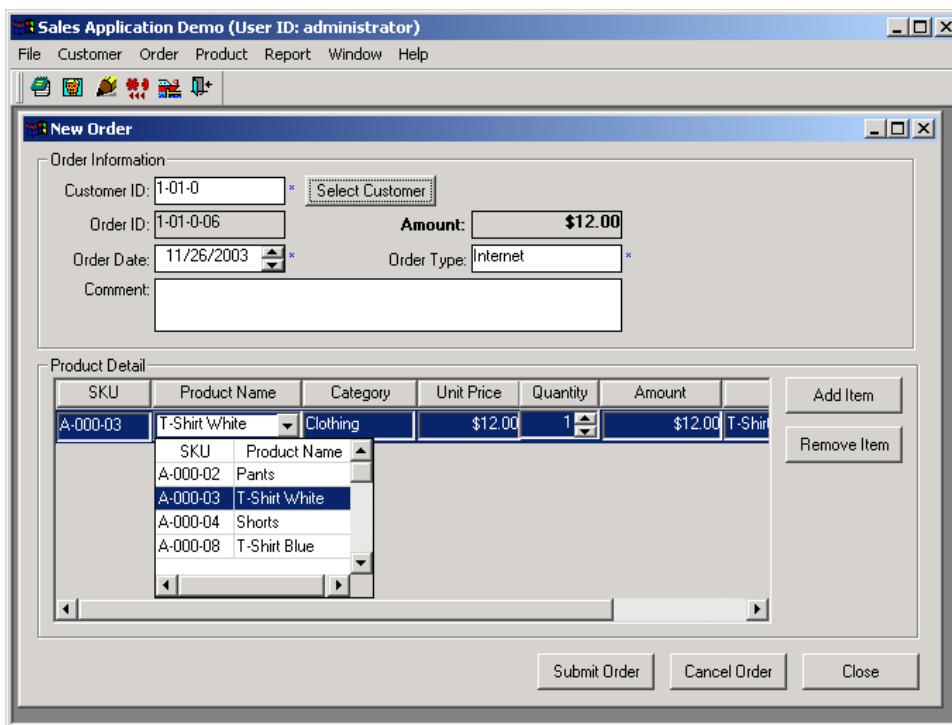 Sales Application Demo (User ID: administrator)
File Customer Order Product Report Window Help
New Order
Order Information
Customer ID: 1-01-0 * Select Customer
Order ID: 1-01-0-06 Amount: $12.00
Order Date: 11/26/2003 * Order Type: Internet *
Comment:
Product Detail
SKU Product Name Category Unit Price Quantity Amount
A-000-03 T-Shirt White Clothing $12.00 1 $12.00 T-Shirt
SKU Product Name
A-000-02 Pants
A-000-03 T-Shirt White
A-000-04 Shorts
A-000-08 T-Shirt Blue
Add Item
Remove Item
Submit Order Cancel Order Close